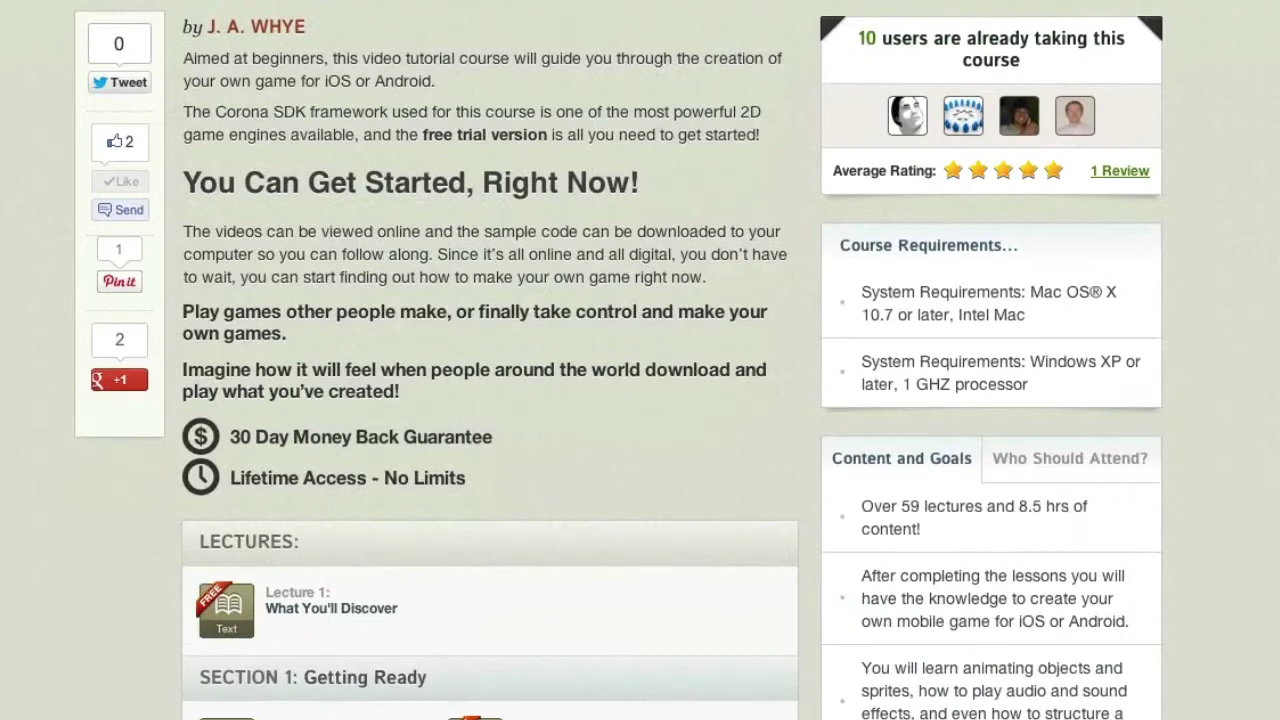 0
Tweet
2
Like
Send
1
Pinit
2
+1
by J. A. WHYE
Aimed at beginners, this video tutorial course will guide you through the creation of
your own game for iOS or Android.
The Corona SDK framework used for this course is one of the most powerful 2D
game engines available, and the free trial version is all you need to get started!
You Can Get Started, Right Now!
The videos can be viewed online and the sample code can be downloaded to your
computer so you can follow along. Since it's all online and all digital, you don't have
to wait, you can start finding out how to make your own game right now.
Play games other people make, or finally take control and make your
own games.
Imagine how it will feel when people around the world download and
play what you've created!
$ 30 Day Money Back Guarantee
Lifetime Access - No Limits
LECTURES:
FREE
Text
Lecture 1:
What You'll Discover
SECTION 1: Getting Ready
10 users are already taking this
course
Average Rating: 1 Review
Course Requirements...
System Requirements: Mac OS® X
10.7 or later, Intel Mac
System Requirements: Windows XP or
later, 1 GHZ processor
Content and Goals Who Should Attend?
Over 59 lectures and 8.5 hrs of
content!
After completing the lessons you will
have the knowledge to create your
own mobile game for iOS or Android.
You will learn animating objects and
sprites, how to play audio and sound
effects, and even how to structure a